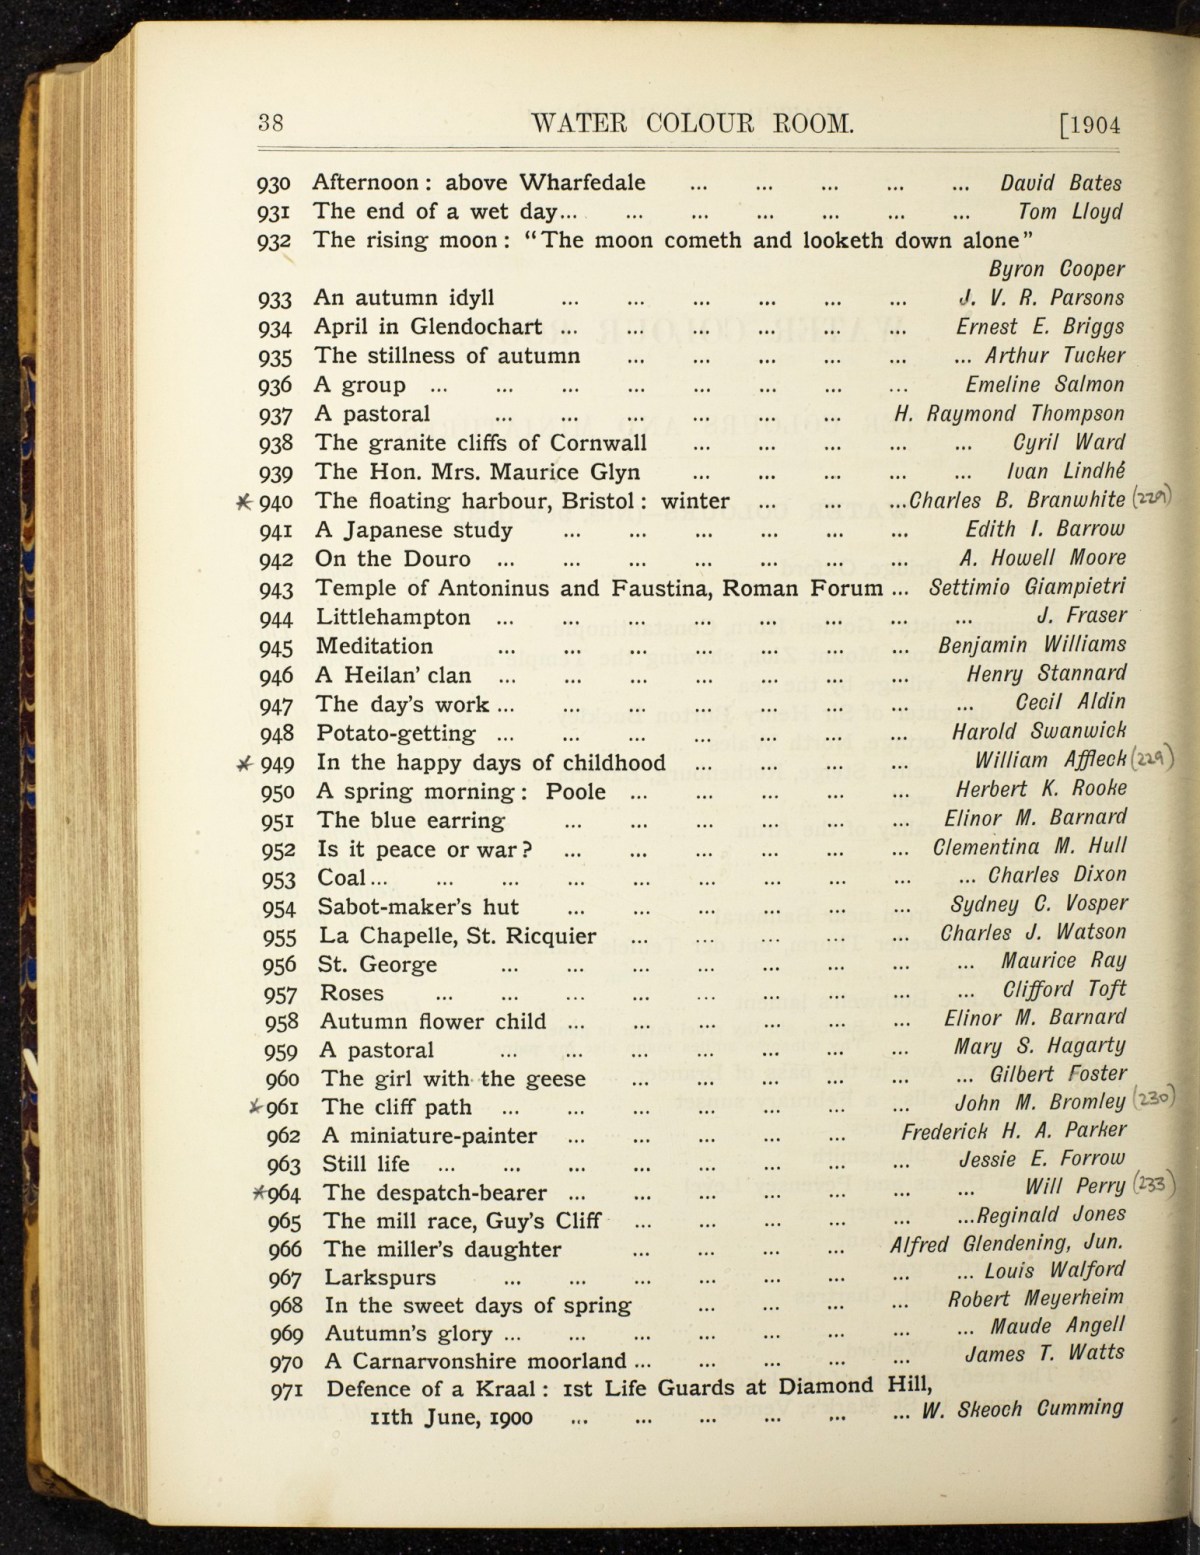 38 WATER COLOUR ROOM. [1904
930 Afternoon : above Wharfedale ... ... ... ... ... David Bates
931 The end of a wet day... ... ... ... ... ... ... Tom Lloyd
932 The rising moon : "The moon cometh and looketh down alone"
Byron Cooper
933 An autumn idyll ... ... ... ... ... ... J. V. R. Parsons
934 April in Glendochart ... ... ... ... ... ... Ernest E. Briggs
935 The stillness of autumn ... ... ... ... ... ... Arthur Tucker
936 A group ... ... ... ... ... ... ... ... Emeline Salmon
937 A pastoral ... ... ... ... ... ... H. Raymond Thompson
938 The granite cliffs of Cornwall ... ... ... ... ... Cyril Ward
939 The Hon. Mrs. Maurice Glyn ... ... ... ... ... Ivan Lindhé
* 940 The floating harbour, Bristol : winter ... ... ... Charles B. Branwhite (229)
941 A Japanese study ... ... ... ... ... ... Edith I. Barrow
942 On the Douro ... ... ... ... ... ... ... A. Howell Moore
943 Temple of Antoninus and Faustina, Roman Forum ... Settimio Giampietri
944 Littlehampton ... ... ... ... ... ... ... ... J. Fraser
945 Meditation ... ... ... ... ... ... ... Benjamin Williams
946 A Heilan' clan ... ... ... ... ... ... ... Henry Stannard
947 The day's work ... ... ... ... ... ... ... ... Cecil Aldin
948 Potato-getting ... ... ... ... ... ... ... Harold Swanwick
* 949 In the happy days of childhood ... ... ... ... William Affleck (229)
950 A spring morning : Poole ... ... ... ... ... Herbert K. Rooke
951 The blue earring ... ... ... ... ... ... Elinor M. Barnard
952 Is it peace or war ? ... ... ... ... ... ... Clementina M. Hull
953 Coal ... ... ... ... ... ... ... ... ... ... Charles Dixon
954 Sabot-maker's hut ... ... ... ... ... ... Sydney C. Vosper
955 La Chapelle, St. Ricquier ... ... ... ... ... Charles J. Watson
956 St. George ... ... ... ... ... ... ... ... Maurice Ray
957 Roses ... ... ... ... ... ... ... ... ... Clifford Toft
958 Autumn flower child ... ... ... ... ... ... Elinor M. Barnard
959 A pastoral ... ... ... ... ... ... ... Mary S. Hagarty
960 The girl with the geese ... ... ... ... ... ... Gilbert Foster
* 961 The cliff path ... ... ... ... ... ... ... John M. Bromley (230)
962 A miniature-painter ... ... ... ... ... Frederick H. A. Parker
963 Still life ... ... ... ... ... ... ... ... Jessie E. Forrow
* 964 The despatch-bearer ... ... ... ... ... ... ... Will Perry (233)
965 The mill race, Guy's Cliff ... ... ... ... ... ... Reginald Jones
966 The miller's daughter ... ... ... ... Alfred Glendening, Jun.
967 Larkspurs ... ... ... ... ... ... ... ... Louis Walford
968 In the sweet days of spring ... ... ... ... Robert Meyerheim
969 Autumn's glory ... ... ... ... ... ... ... ... Maude Angell
970 A Carnarvonshire moorland ... ... ... ... ... James T. Watts
971 Defence of a Kraal : 1st Life Guards at Diamond Hill,
11th June, 1900 ... ... ... ... ... ... W. Skeoch Cumming